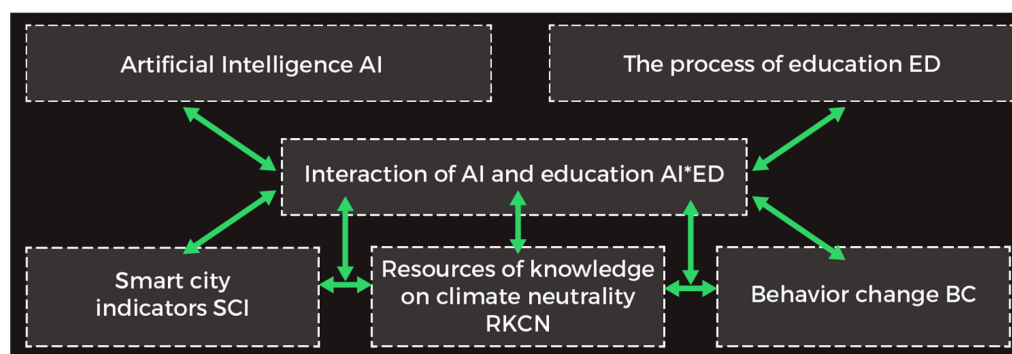 Artificial Intelligence AI
The process of education ED
Interaction of AI and education AI*ED
Smart city
indicators SCI
Resources of knowledge
on climate neutrality
RKCN
Behavior change BC